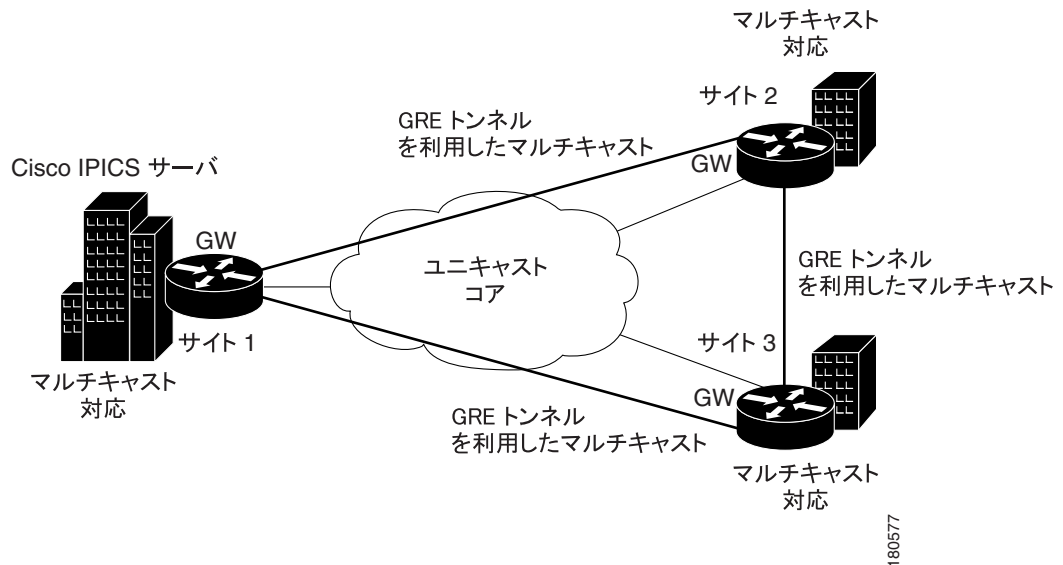 マルチキャスト
対応
サイト 2
GRE トンネル
を利用したマルチキャスト
GW
Cisco IPICS サーバ
GW
ユニキャスト
コア
GRE トンネル
を利用したマルチキャスト
サイト 1
サイト 3
マルチキャスト
対応
GW
GRE トンネル
を利用したマルチキャスト
マルチキャスト
対応
180577